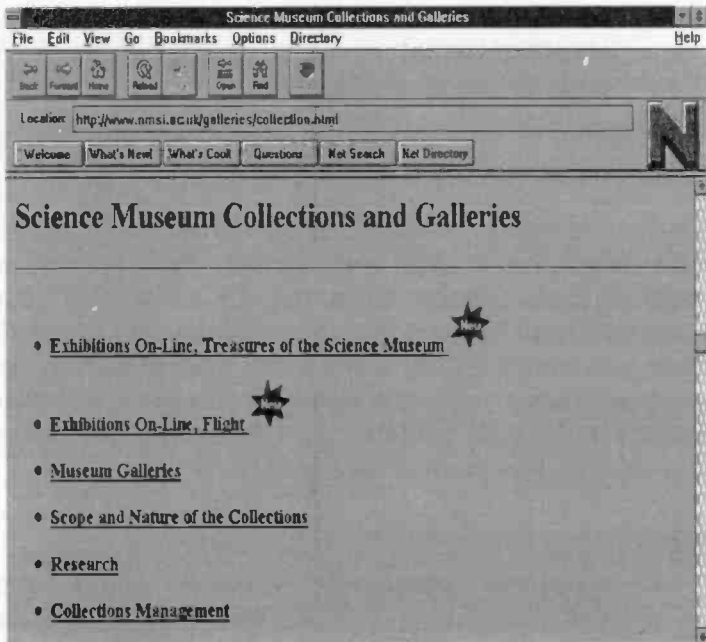 Science Museum Collections and Galleries
File Edit View Go Bookmarks Options Directory Help
Back Forward Home Reload Open Find
Location: http://www.nmsi.ac.uk/galleries/collection.html
Welcome What's New! What's Cool! Questions Net Search Net Directory
N
Science Museum Collections and Galleries
New
• Exhibitions On-Line, Treasures of the Science Museum
New
• Exhibitions On-Line, Flight
• Museum Galleries
• Scope and Nature of the Collections
• Research
• Collections Management